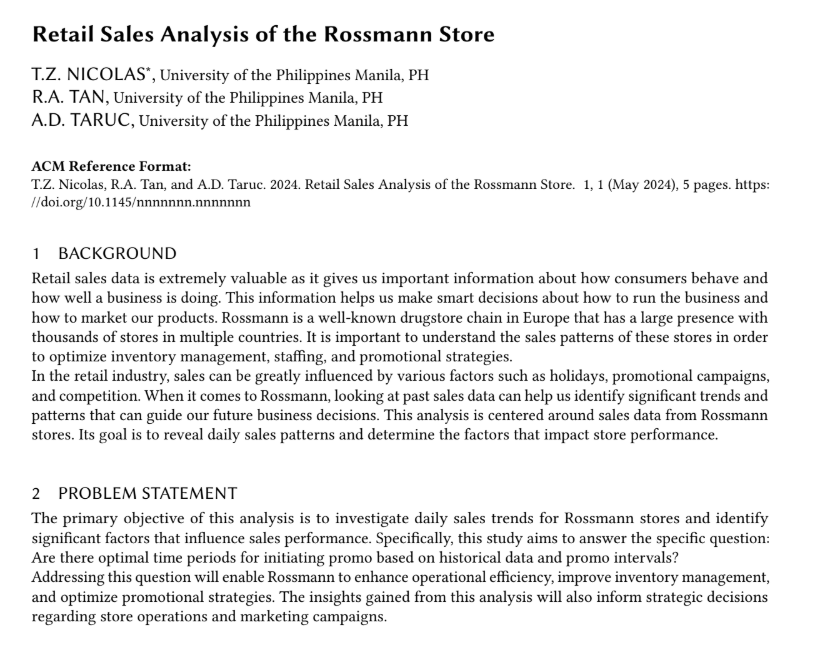 Retail Sales Analysis of the Rossmann Store
T.Z. NICOLAS*, University of the Philippines Manila, PH
R.A. TAN, University of the Philippines Manila, PH
A.D. TARUC, University of the Philippines Manila, PH
ACM Reference Format:
T.Z. Nicolas, R.A. Tan, and A.D. Taruc. 2024. Retail Sales Analysis of the Rossmann Store. 1, 1 (May 2024), 5 pages. https:
//doi.org/10.1145/nnnnnnn.nnnnnnn
1 BACKGROUND
Retail sales data is extremely valuable as it gives us important information about how consumers behave and
how well a business is doing. This information helps us make smart decisions about how to run the business and
how to market our products. Rossmann is a well-known drugstore chain in Europe that has a large presence with
thousands of stores in multiple countries. It is important to understand the sales patterns of these stores in order
to optimize inventory management, staffing, and promotional strategies.
In the retail industry, sales can be greatly influenced by various factors such as holidays, promotional campaigns,
and competition. When it comes to Rossmann, looking at past sales data can help us identify significant trends and
patterns that can guide our future business decisions. This analysis is centered around sales data from Rossmann
stores. Its goal is to reveal daily sales patterns and determine the factors that impact store performance.
2 PROBLEM STATEMENT
The primary objective of this analysis is to investigate daily sales trends for Rossmann stores and identify
significant factors that influence sales performance. Specifically, this study aims to answer the specific question:
Are there optimal time periods for initiating promo based on historical data and promo intervals?
Addressing this question will enable Rossmann to enhance operational efficiency, improve inventory management,
and optimize promotional strategies. The insights gained from this analysis will also inform strategic decisions
regarding store operations and marketing campaigns.